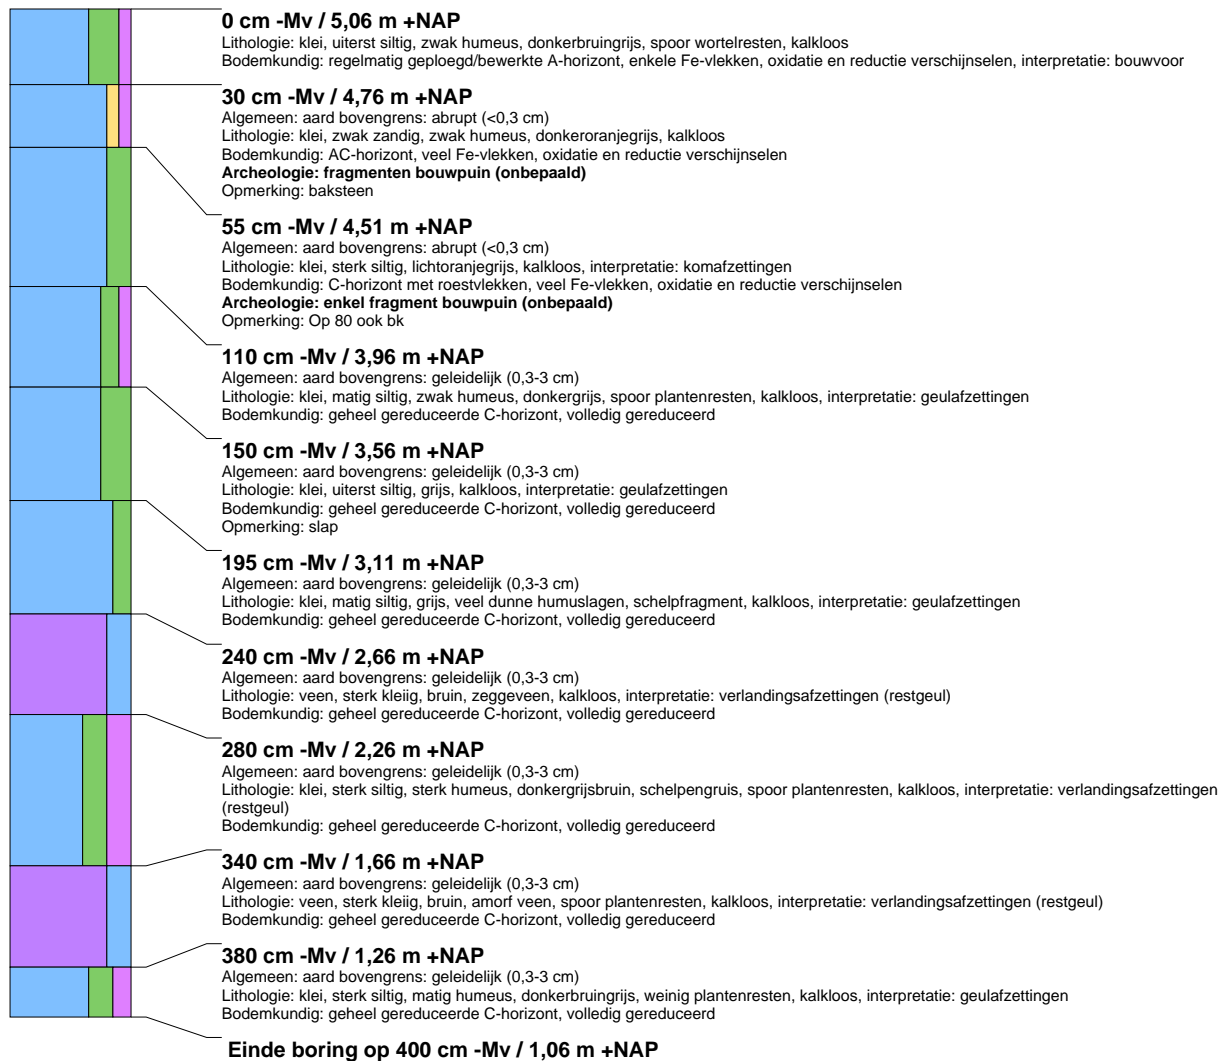 0 cm -Mv / 5,06 m +NAP
Lithologie: klei, uiterst siltig, zwak humeus, donkerbruingrijs, spoor wortelresten, kalkloos
Bodemkundig: regelmatig geploegd/bewerkte A-horizont, enkele Fe-vlekken, oxidatie en reductie verschijnselen, interpretatie: bouwvoor
30 cm -Mv / 4,76 m +NAP
Algemeen: aard bovengrens: abrupt (<0,3 cm)
Lithologie: klei, zwak zandig, zwak humeus, donkeroranjegrijs, kalkloos
Bodemkundig: AC-horizont, veel Fe-vlekken, oxidatie en reductie verschijnselen
Archeologie: fragmenten bouwpuin (onbepaald)
Opmerking: baksteen
55 cm -Mv / 4,51 m +NAP
Algemeen: aard bovengrens: abrupt (<0,3 cm)
Lithologie: klei, sterk siltig, lichtoranjegrijs, kalkloos, interpretatie: komafzettingen
Bodemkundig: C-horizont met roestvlekken, veel Fe-vlekken, oxidatie en reductie verschijnselen
Archeologie: enkel fragment bouwpuin (onbepaald)
Opmerking: Op 80 ook bk
110 cm -Mv / 3,96 m +NAP
Algemeen: aard bovengrens: geleidelijk (0,3-3 cm)
Lithologie: klei, matig siltig, zwak humeus, donkergrijs, spoor plantenresten, kalkloos, interpretatie: geulafzettingen
Bodemkundig: geheel gereduceerde C-horizont, volledig gereduceerd
150 cm -Mv / 3,56 m +NAP
Algemeen: aard bovengrens: geleidelijk (0,3-3 cm)
Lithologie: klei, uiterst siltig, grijs, kalkloos, interpretatie: geulafzettingen
Bodemkundig: geheel gereduceerde C-horizont, volledig gereduceerd
Opmerking: slap
195 cm -Mv / 3,11 m +NAP
Algemeen: aard bovengrens: geleidelijk (0,3-3 cm)
Lithologie: klei, matig siltig, grijs, veel dunne humuslagen, schelpfragment, kalkloos, interpretatie: geulafzettingen
Bodemkundig: geheel gereduceerde C-horizont, volledig gereduceerd
240 cm -Mv / 2,66 m +NAP
Algemeen: aard bovengrens: geleidelijk (0,3-3 cm)
Lithologie: veen, sterk kleiig, bruin, zeggeveen, kalkloos, interpretatie: verlandingsafzettingen (restgeul)
Bodemkundig: geheel gereduceerde C-horizont, volledig gereduceerd
280 cm -Mv / 2,26 m +NAP
Algemeen: aard bovengrens: geleidelijk (0,3-3 cm)
Lithologie: klei, sterk siltig, sterk humeus, donkergrijsbruin, schelpengruis, spoor plantenresten, kalkloos, interpretatie: verlandingsafzettingen
(restgeul)
Bodemkundig: geheel gereduceerde C-horizont, volledig gereduceerd
340 cm -Mv / 1,66 m +NAP
Algemeen: aard bovengrens: geleidelijk (0,3-3 cm)
Lithologie: veen, sterk kleiig, bruin, amorf veen, spoor plantenresten, kalkloos, interpretatie: verlandingsafzettingen (restgeul)
Bodemkundig: geheel gereduceerde C-horizont, volledig gereduceerd
380 cm -Mv / 1,26 m +NAP
Algemeen: aard bovengrens: geleidelijk (0,3-3 cm)
Lithologie: klei, sterk siltig, matig humeus, donkerbruingrijs, weinig plantenresten, kalkloos, interpretatie: geulafzettingen
Bodemkundig: geheel gereduceerde C-horizont, volledig gereduceerd
Einde boring op 400 cm -Mv / 1,06 m +NAP